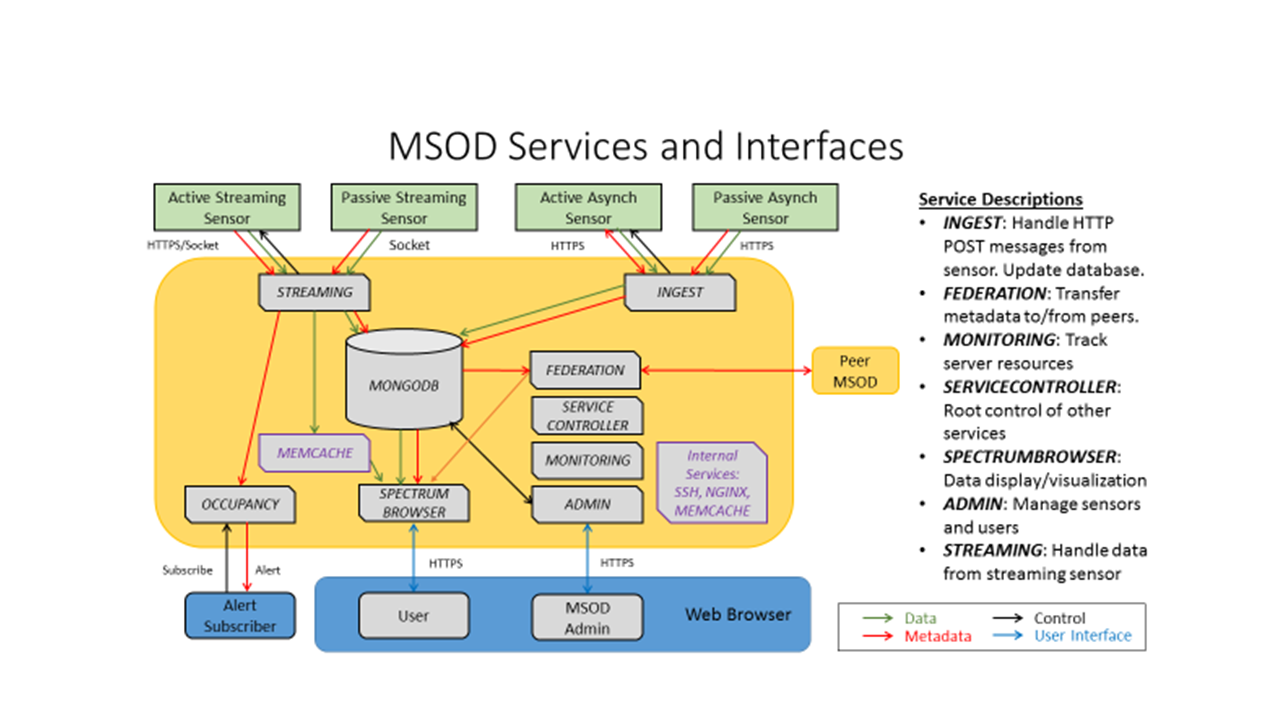 MSOD Services and Interfaces
Active Streaming
Sensor
Passive Streaming
Sensor
Active Asynch
Sensor
Passive Asynch
Sensor
HTTPS/Socket
Socket
HTTPS
HTTPS
STREAMING
INGEST
MONGODB
FEDERATION
Peer
MSOD
SERVICE
CONTROLLER
MEMCACHE
MONITORING
Internal
Services:
SSH, NGINX,
MEMCACHE
OCCUPANCY
SPECTRUM
BROWSER
ADMIN
Subscribe
Alert
HTTPS
HTTPS
Alert
Subscriber
User
MSOD
Admin
Web Browser
Service Descriptions
• INGEST: Handle HTTP
POST messages from
sensor. Update database.
• FEDERATION: Transfer
metadata to/from peers.
• MONITORING: Track
server resources
• SERVICECONTROLLER:
Root control of other
services
• SPECTRUMBROWSER:
Data display/visualization
• ADMIN: Manage sensors
and users
• STREAMING: Handle data
from streaming sensor
Data
Control
Metadata
User Interface